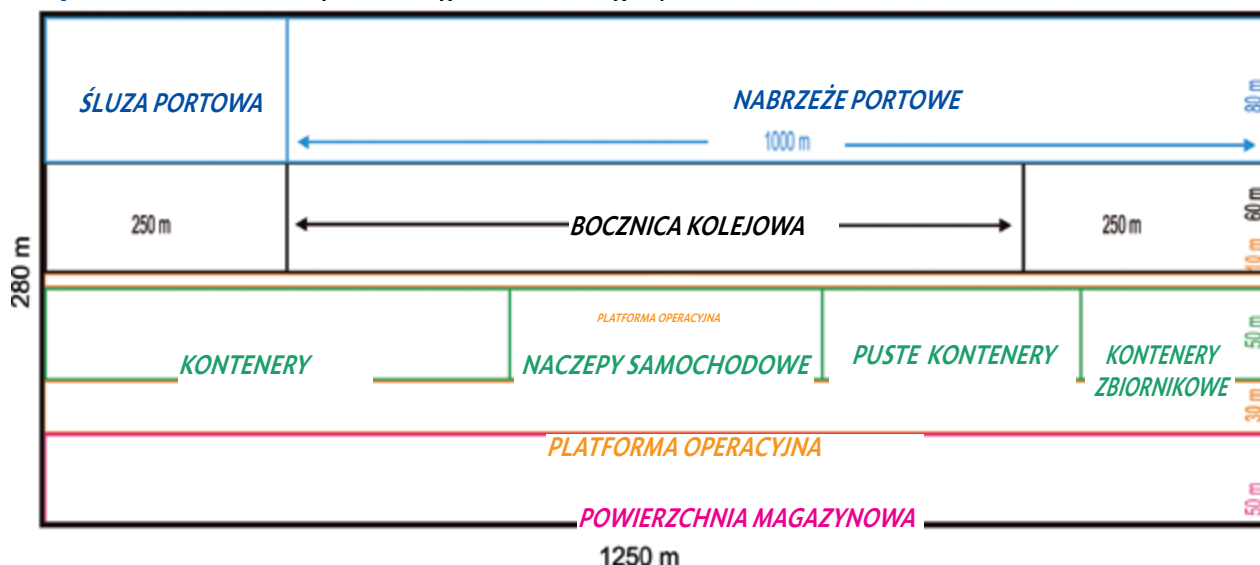 ŚLUZA PORTOWA
NABRZEŻE PORTOWE
80 m
1000 m
250 m
BOCZNICA KOLEJOWA
250 m
60 m
10 m
280 m
PLATFORMA OPERACYJNA
50 m
KONTENERY
NACZEPY SAMOCHODOWE
PUSTE KONTENERY
KONTENERY
ZBIORNIKOWE
30 m
PLATFORMA OPERACYJNA
50 m
POWIERZCHNIA MAGAZYNOWA
1250 m